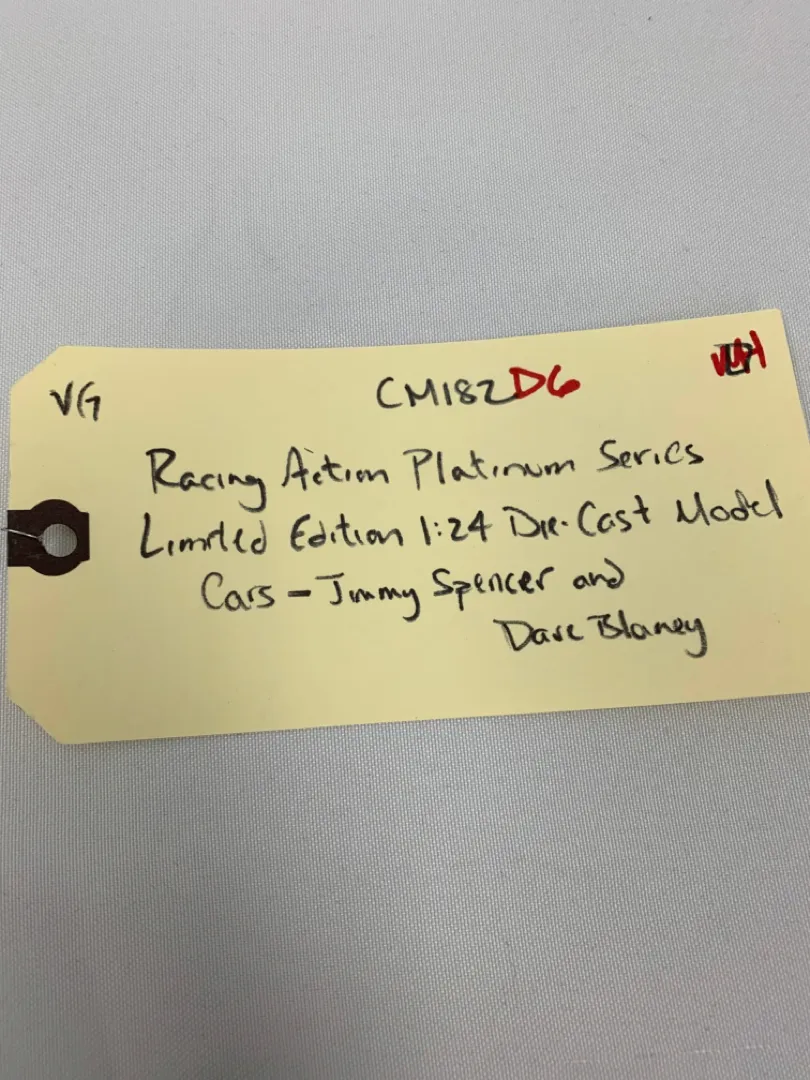 VG CM182D6
Racing Action Platinum Series
Limited Edition 1:24 Die-Cast Model
Cars - Jimmy Spencer and
Dave Blaney